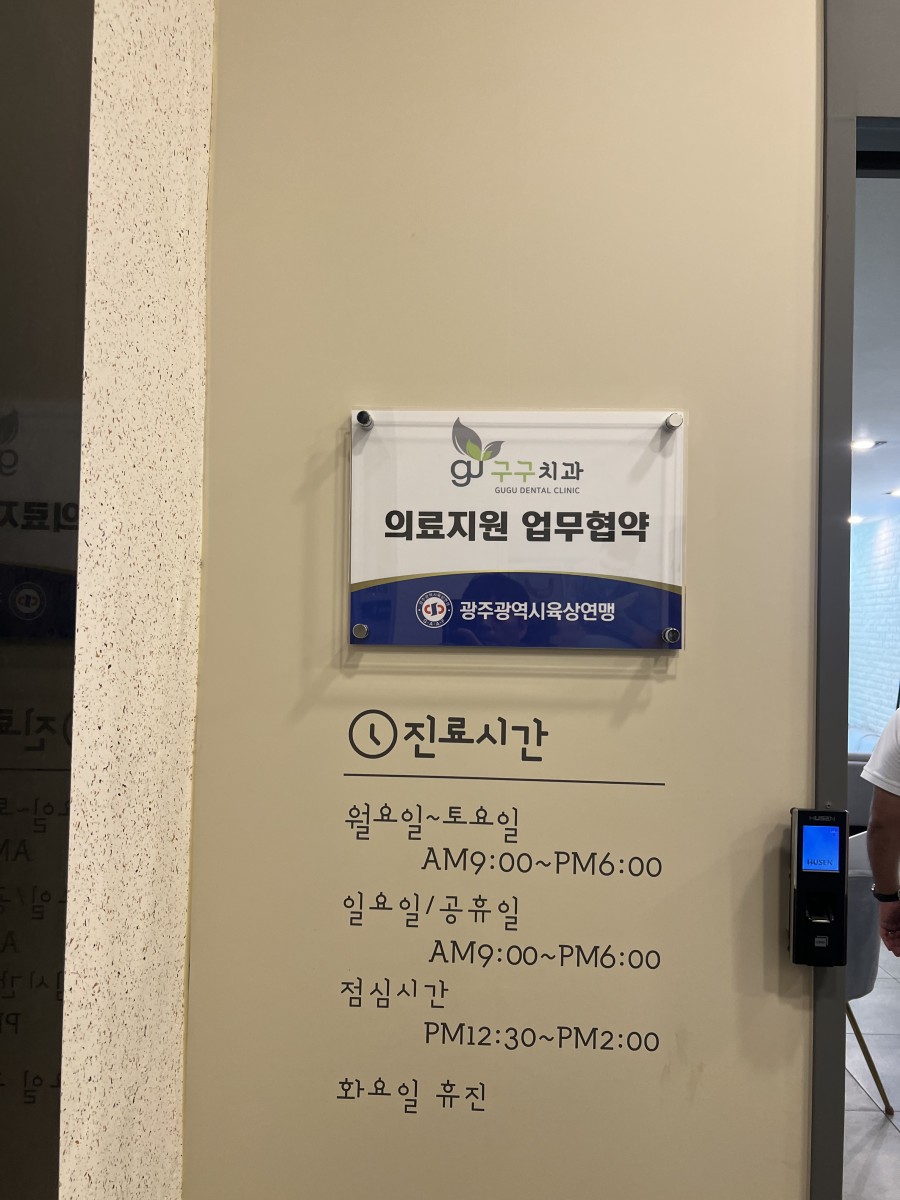 gu 구구치과
GUGU DENTAL CLINIC
의료지원 업무협약
광주광역시육상연맹
진료시간
월요일~토요일
AM9:00~PM6:00
일요일/공휴일
AM9:00~PM6:00
점심시간
PM12:30~PM2:00
화요일 휴진
HUSEN
HUSEN